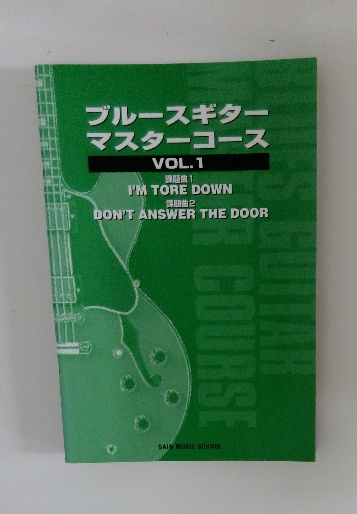 ブルースギター
マスターコース
VOL.1
課題曲1
I'M TORE DOWN
課題曲2
DON'T ANSWER THE DOOR
BLUES GUITAR
MASTER COURSE
GAIN MUSIC SCHOOL